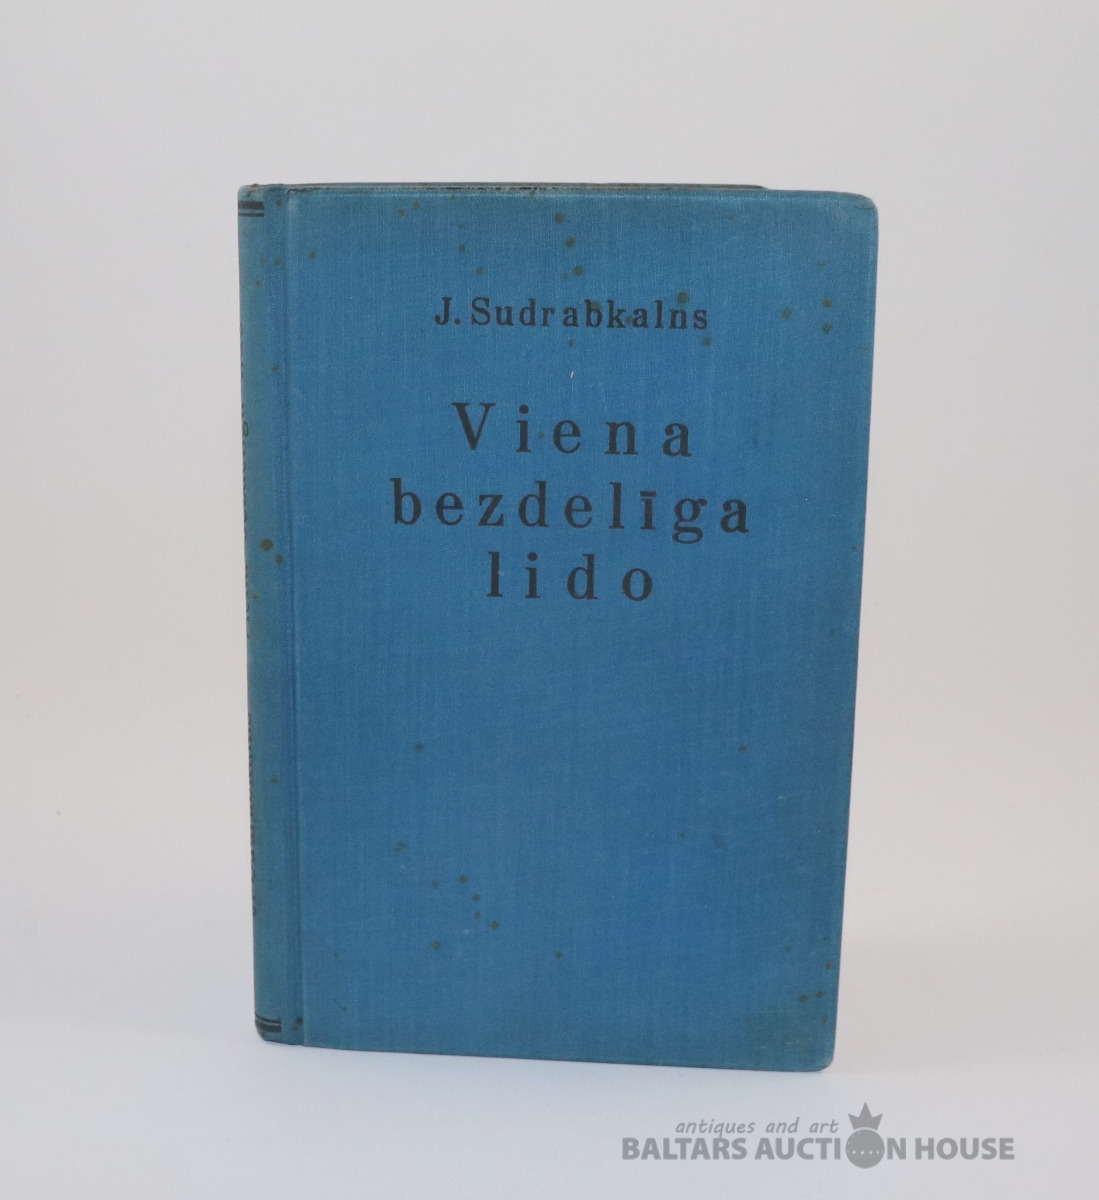 J. Sudrabkalns
Viena
bezdelīga
lido
antiques and art
BALTARS AUCTION HOUSE